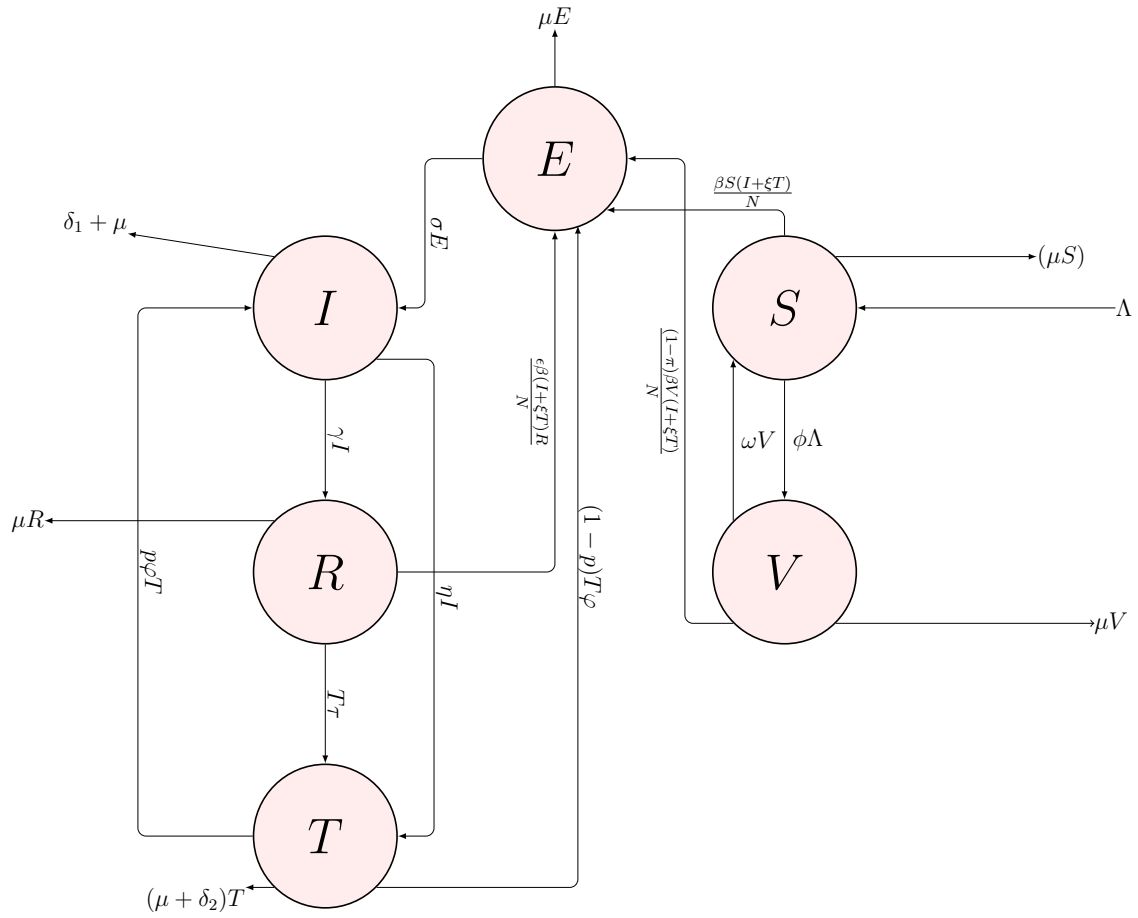 μE
E
βS(I+ξT)/N
δ₁ + μ
σE
(μS)
I
S
Λ
ϵβ(I+ξT)R/N
(1−π)βV(I+ξT)/N
γI
ωV
ϕΛ
μR
R
V
pφT
ηI
(1 − p)Tφ
μV
Tτ
T
(μ + δ₂)T